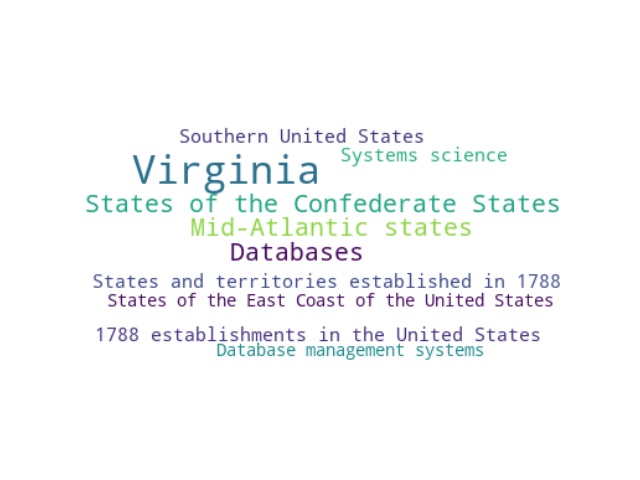 Southern United States
Systems science
Virginia
States of the Confederate States
Mid-Atlantic states
Databases
States and territories established in 1788
States of the East Coast of the United States
1788 establishments in the United States
Database management systems